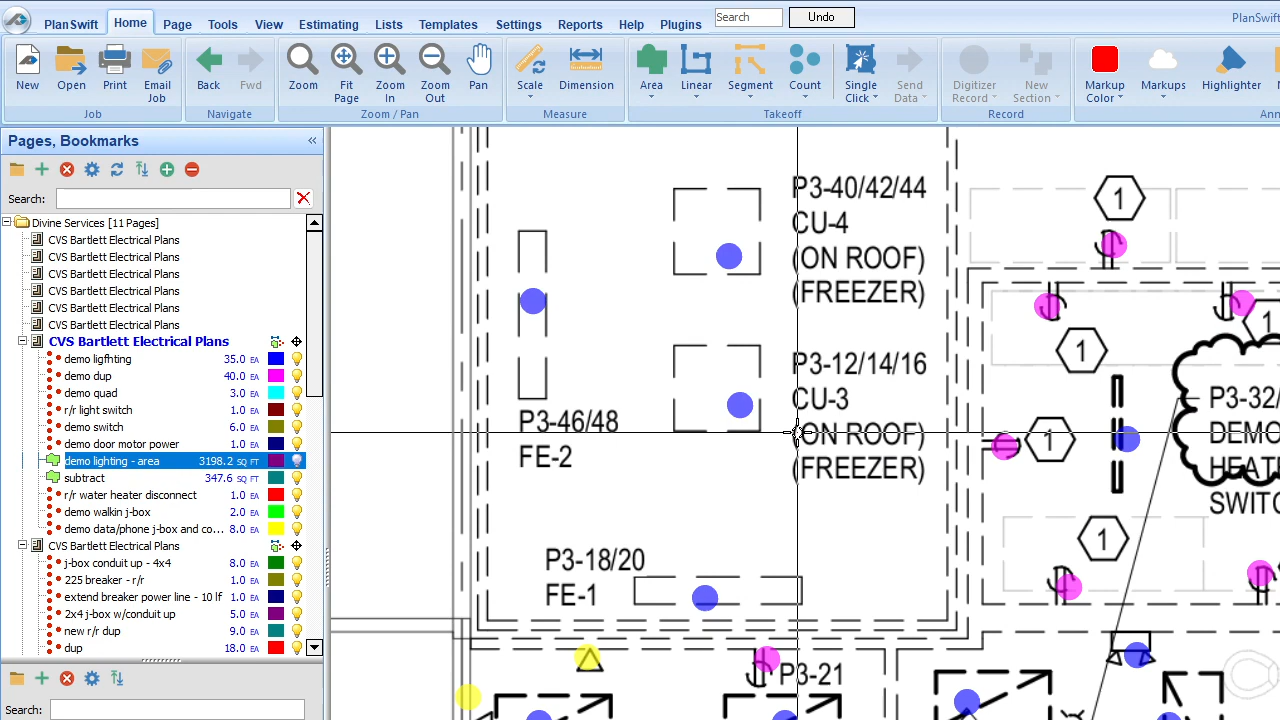 PlanSwift Home Page Tools View Estimating Lists Templates Settings Reports Help Plugins Search Undo PlanSwift
New Open Print Email Job Back Fwd Zoom Fit Page Zoom In Zoom Out Pan Scale Dimension Area Linear Segment Count Single Click Send Data Digitizer Record New Section Markup Color Markups Highlighter
Job Navigate Zoom / Pan Measure Takeoff Record Ann
Pages, Bookmarks «
Search:
Divine Services [11 Pages]
CVS Bartlett Electrical Plans
CVS Bartlett Electrical Plans
CVS Bartlett Electrical Plans
CVS Bartlett Electrical Plans
CVS Bartlett Electrical Plans
CVS Bartlett Electrical Plans
CVS Bartlett Electrical Plans
demo ligfhting 35.0 EA
demo dup 40.0 EA
demo quad 3.0 EA
r/r light switch 1.0 EA
demo switch 6.0 EA
demo door motor power 1.0 EA
demo lighting - area 3198.2 SQ FT
subtract 347.6 SQ FT
r/r water heater disconnect 1.0 EA
demo walkin j-box 2.0 EA
demo data/phone j-box and co... 8.0 EA
CVS Bartlett Electrical Plans
j-box conduit up - 4x4 8.0 EA
225 breaker - r/r 1.0 EA
extend breaker power line - 10 lf 1.0 EA
2x4 j-box w/conduit up 5.0 EA
new r/r dup 9.0 EA
dup 18.0 EA
Search:
P3-40/42/44
CU-4
(ON ROOF)
(FREEZER)
P3-12/14/16
CU-3
(ON ROOF)
(FREEZER)
P3-46/48
FE-2
P3-18/20
FE-1
P3-21
1
1
1
1
1
P3-32/
DEMO
HEATE
SWITC